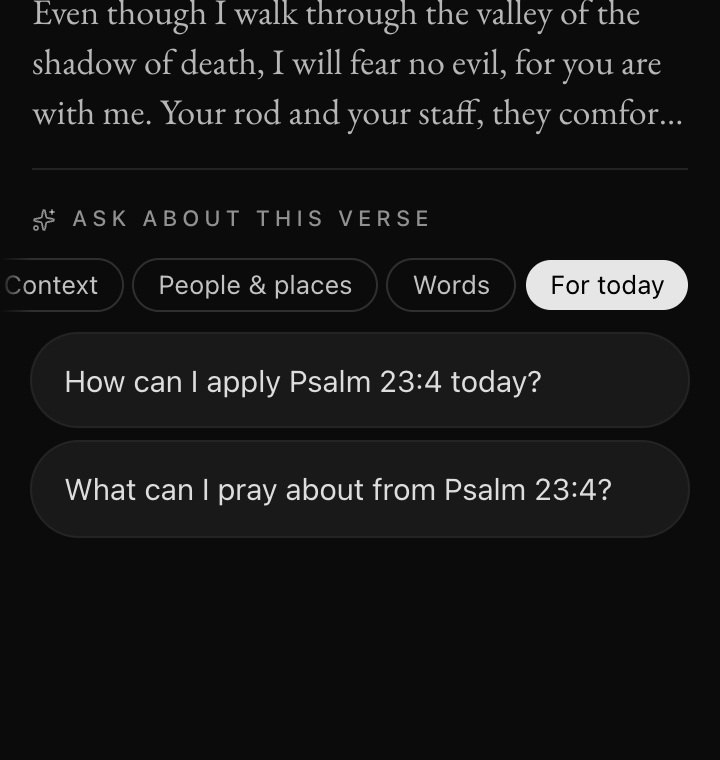 Even though I walk through the valley of the
shadow of death, I will fear no evil, for you are
with me. Your rod and your staff, they comfor...
ASK ABOUT THIS VERSE
Context People & places Words For today
How can I apply Psalm 23:4 today?
What can I pray about from Psalm 23:4?